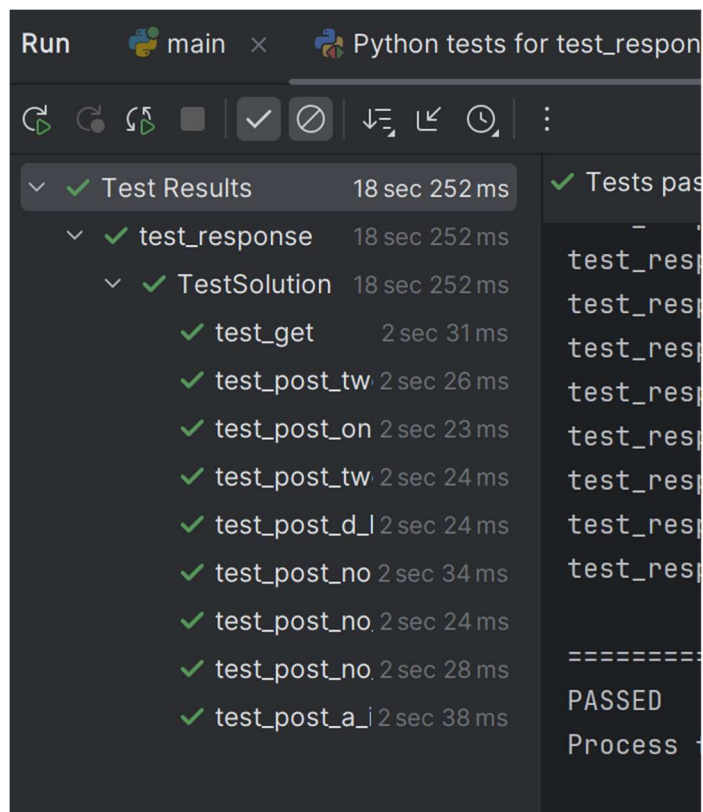 Run main Python tests for test_respon
Test Results 18 sec 252 ms
test_response 18 sec 252 ms
TestSolution 18 sec 252 ms
test_get 2 sec 31 ms
test_post_tw 2 sec 26 ms
test_post_on 2 sec 23 ms
test_post_tw 2 sec 24 ms
test_post_d_ 2 sec 24 ms
test_post_no 2 sec 34 ms
test_post_no_ 2 sec 24 ms
test_post_no_ 2 sec 28 ms
test_post_a_i 2 sec 38 ms
Tests pas
test_resp
test_resp
test_resp
test_resp
test_resp
test_resp
test_resp
test_resp
==========
PASSED
Process